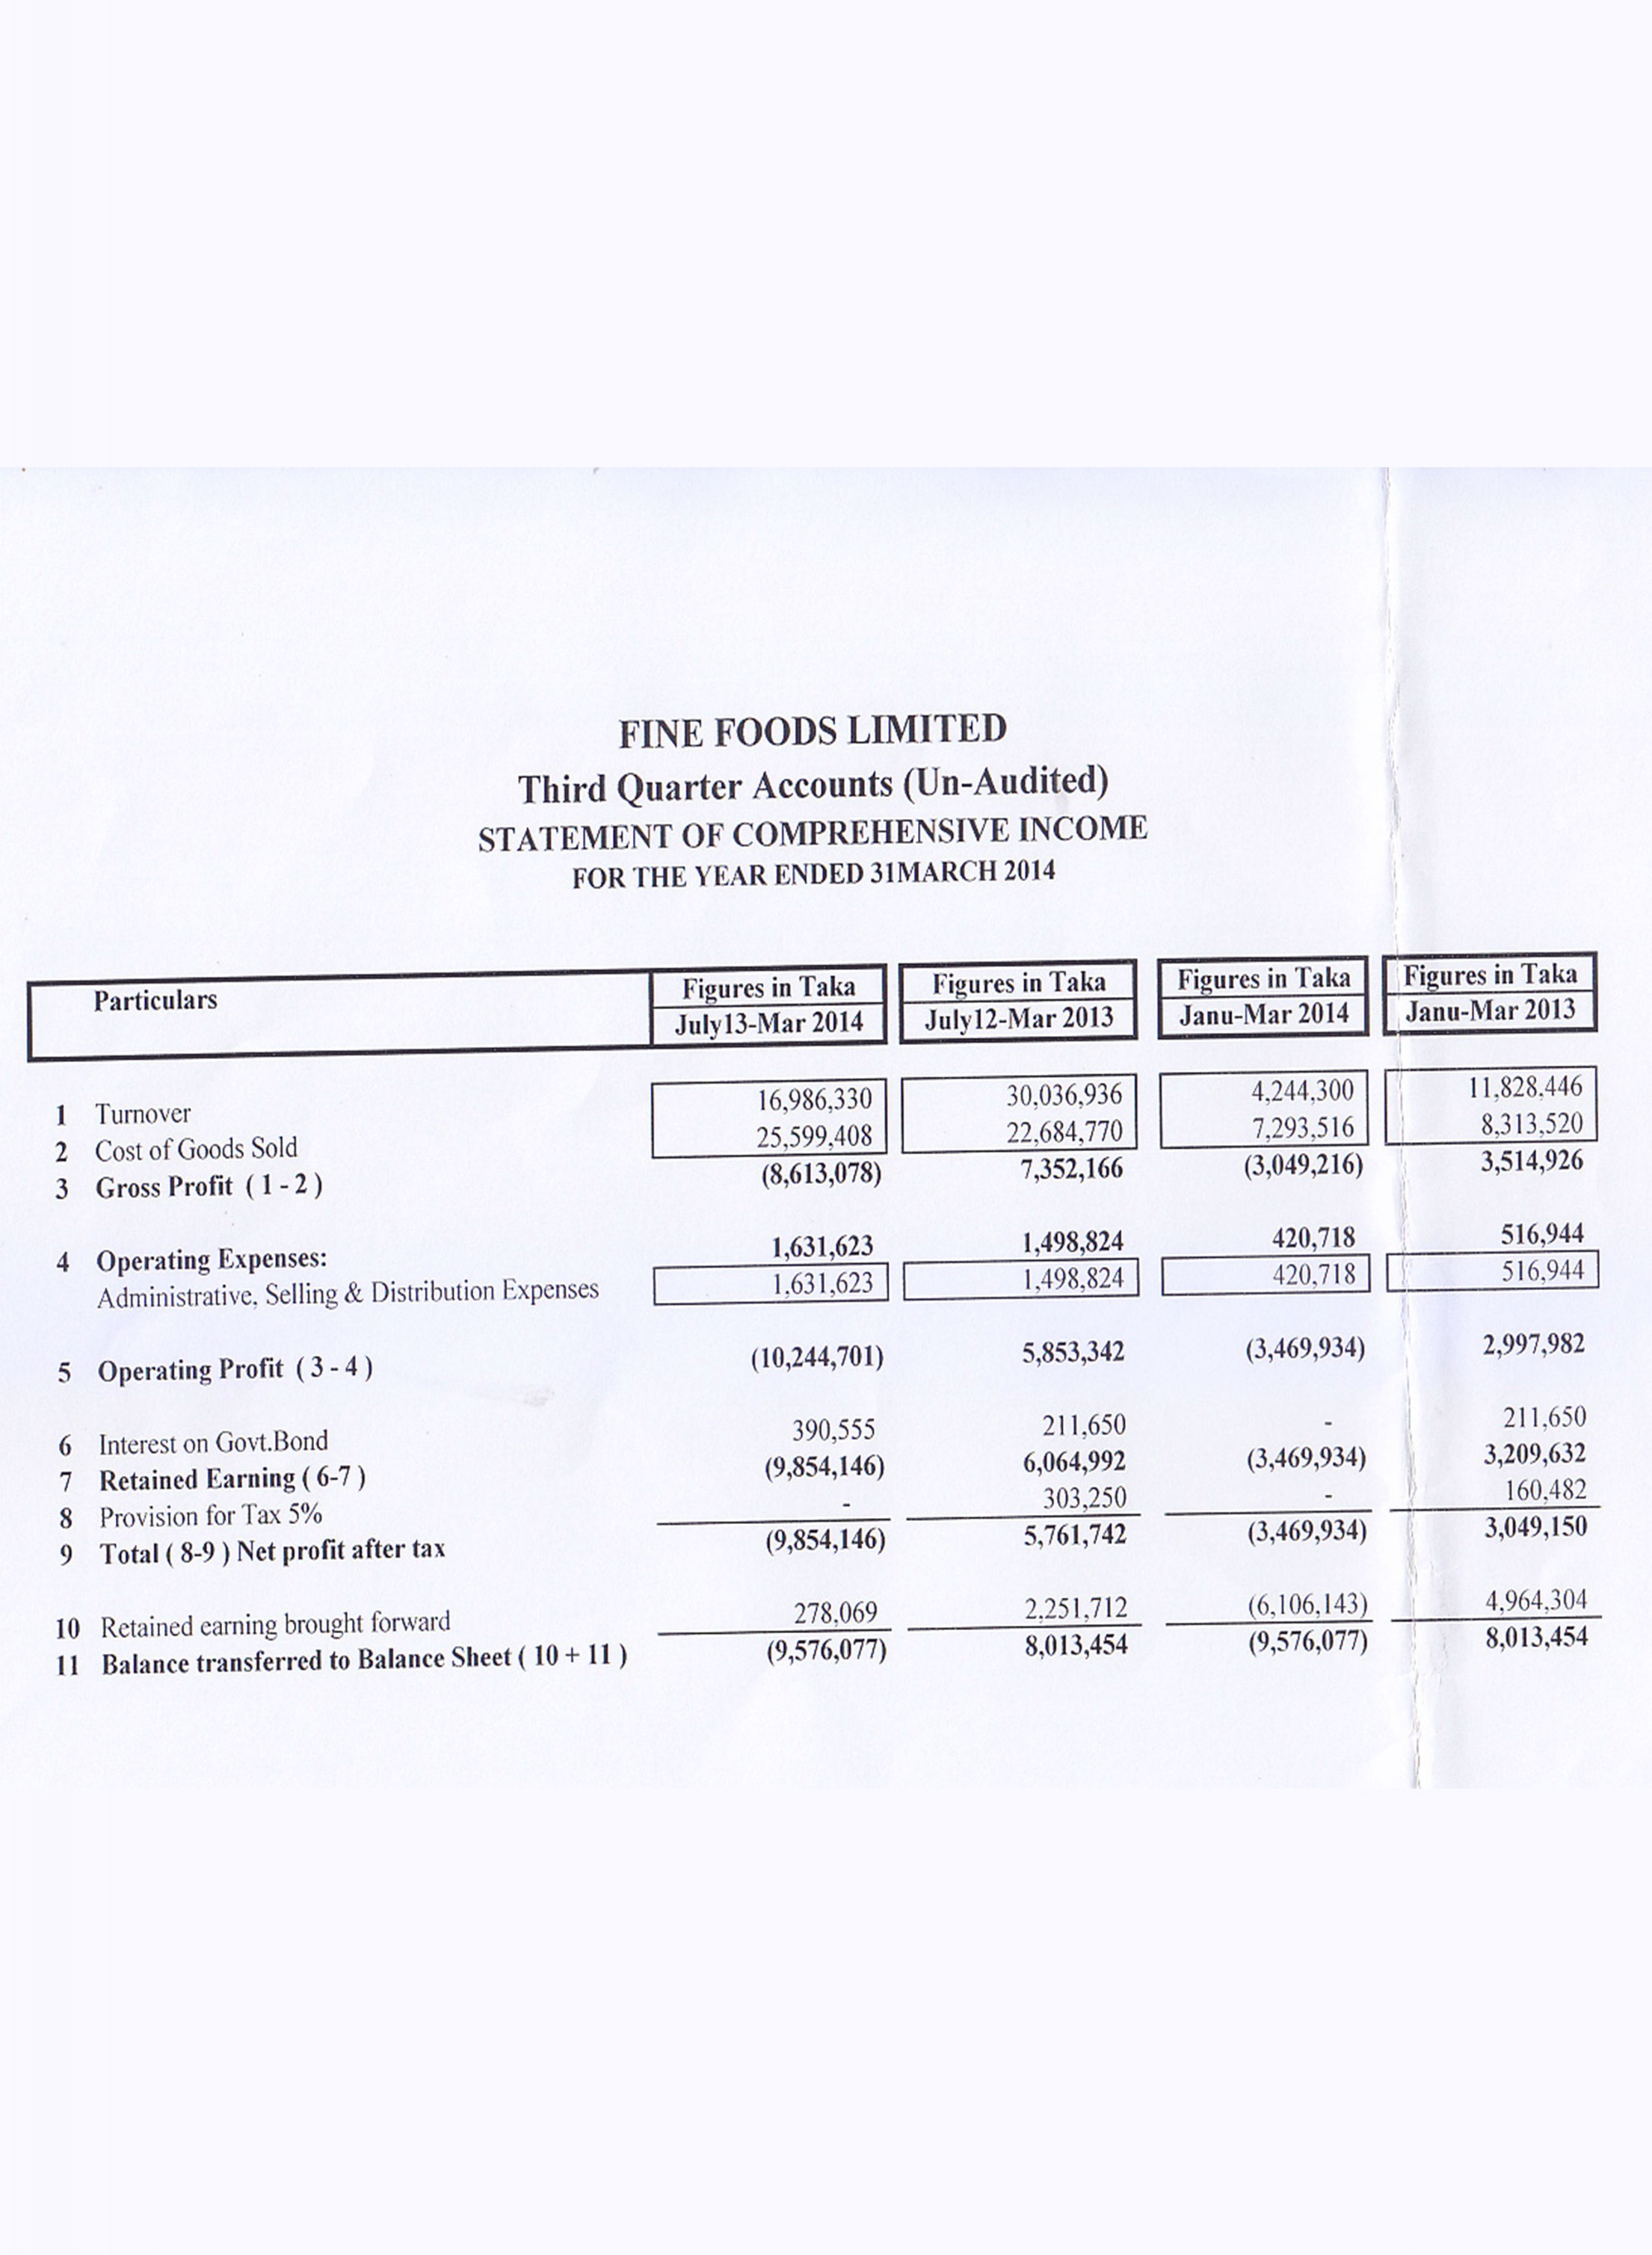 FINE FOODS LIMITED
Third Quarter Accounts (Un-Audited)
STATEMENT OF COMPREHENSIVE INCOME
FOR THE YEAR ENDED 31MARCH 2014
Particulars Figures in Taka Figures in Taka Figures in Taka Figures in Taka
July13-Mar 2014 July12-Mar 2013 Janu-Mar 2014 Janu-Mar 2013
1 Turnover 16,986,330 30,036,936 4,244,300 11,828,446
2 Cost of Goods Sold 25,599,408 22,684,770 7,293,516 8,313,520
3 Gross Profit ( 1 - 2 ) (8,613,078) 7,352,166 (3,049,216) 3,514,926
4 Operating Expenses: 1,631,623 1,498,824 420,718 516,944
Administrative, Selling & Distribution Expenses 1,631,623 1,498,824 420,718 516,944
5 Operating Profit ( 3 - 4 ) (10,244,701) 5,853,342 (3,469,934) 2,997,982
6 Interest on Govt.Bond 390,555 211,650 - 211,650
7 Retained Earning ( 6-7 ) (9,854,146) 6,064,992 (3,469,934) 3,209,632
8 Provision for Tax 5% - 303,250 - 160,482
9 Total ( 8-9 ) Net profit after tax (9,854,146) 5,761,742 (3,469,934) 3,049,150
10 Retained earning brought forward 278,069 2,251,712 (6,106,143) 4,964,304
11 Balance transferred to Balance Sheet ( 10 + 11 ) (9,576,077) 8,013,454 (9,576,077) 8,013,454